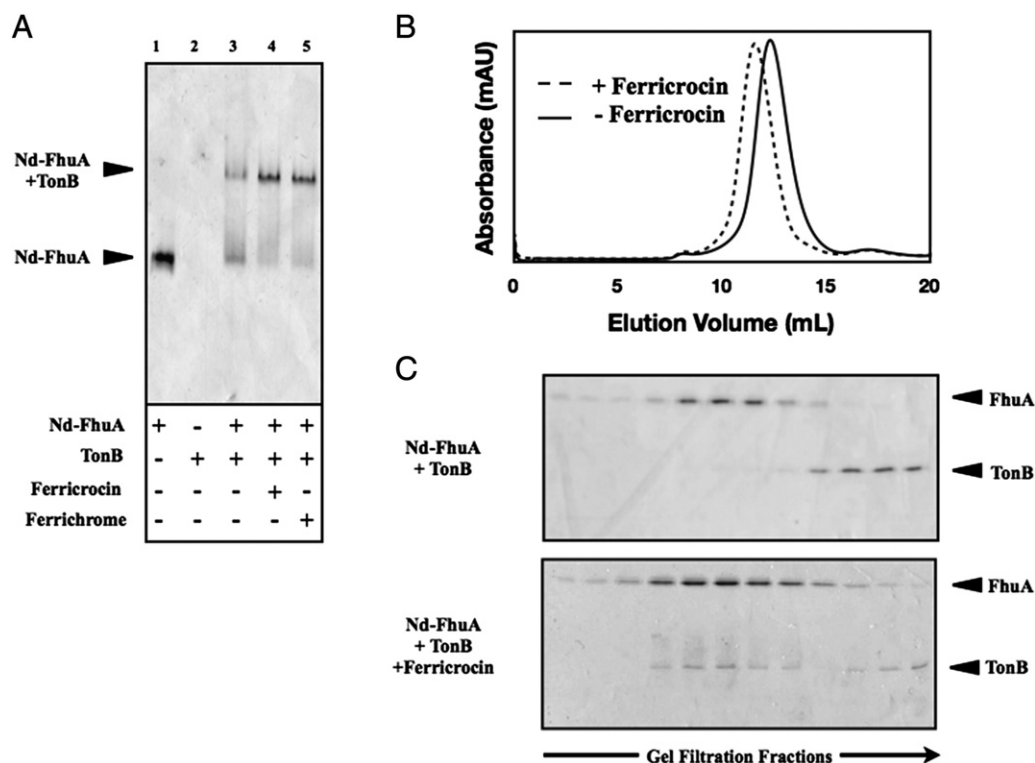 A
1 2 3 4 5
Nd-FhuA
+TonB
Nd-FhuA
Nd-FhuA + - + + +
TonB - + + + +
Ferricrocin - - - + -
Ferrichrome - - - - +
B
+ Ferricrocin
- Ferricrocin
Absorbance (mAU)
0 5 10 15 20
Elution Volume (mL)
C
Nd-FhuA
+ TonB
FhuA
TonB
Nd-FhuA
+ TonB
+Ferricrocin
FhuA
TonB
Gel Filtration Fractions